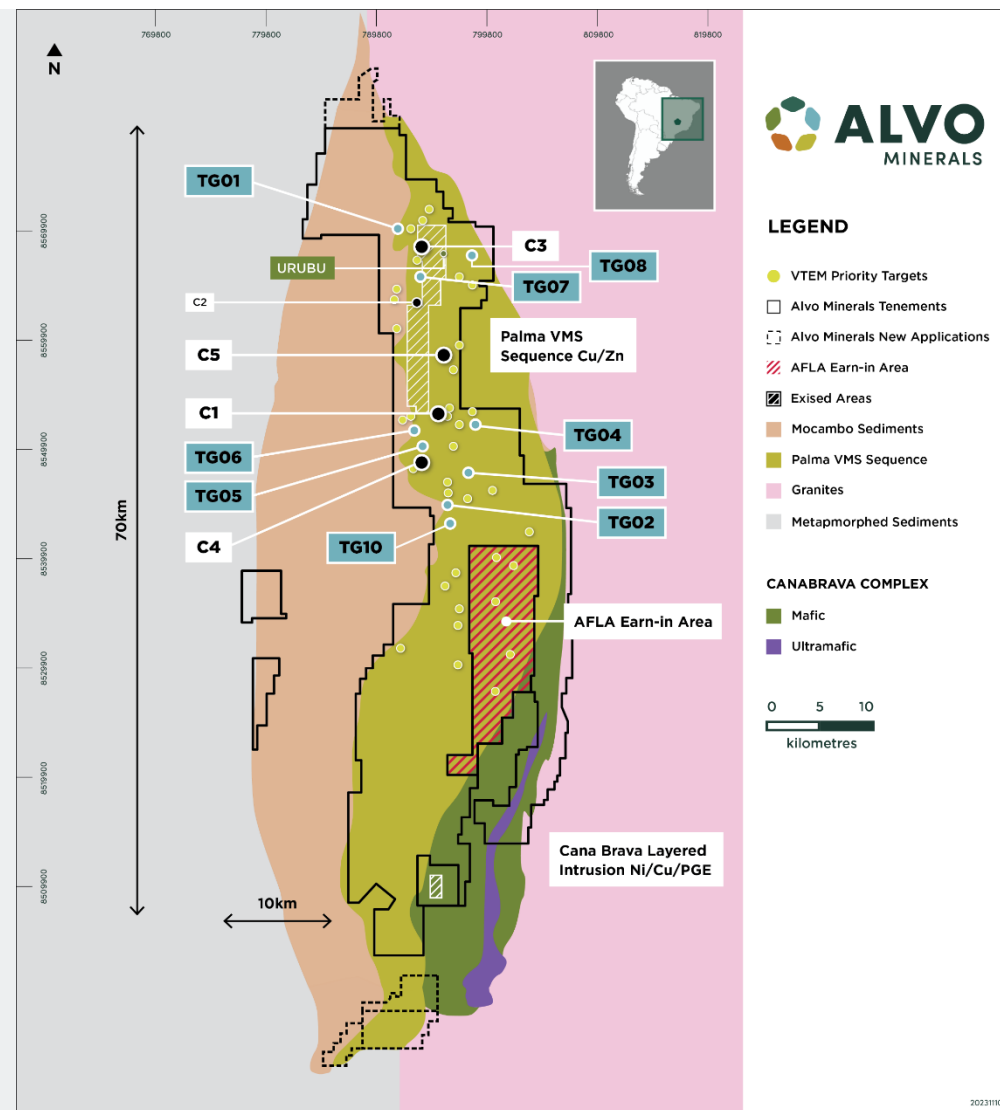 769800
779800
789800
799800
809800
819800
N
8569900
8559900
8549900
8539900
8529900
8519900
8509900
70km
10km
TG01
URUBU
C2
C5
C1
TG06
TG05
C4
TG10
C3
TG08
TG07
Palma VMS
Sequence Cu/Zn
TG04
TG03
TG02
AFLA Earn-in Area
Cana Brava Layered
Intrusion Ni/Cu/PGE
ALVO
MINERALS
LEGEND
VTEM Priority Targets
Alvo Minerals Tenements
Alvo Minerals New Applications
AFLA Earn-in Area
Exised Areas
Mocambo Sediments
Palma VMS Sequence
Granites
Metapmorphed Sediments
CANABRAVA COMPLEX
Mafic
Ultramafic
0 5 10
kilometres
20231110